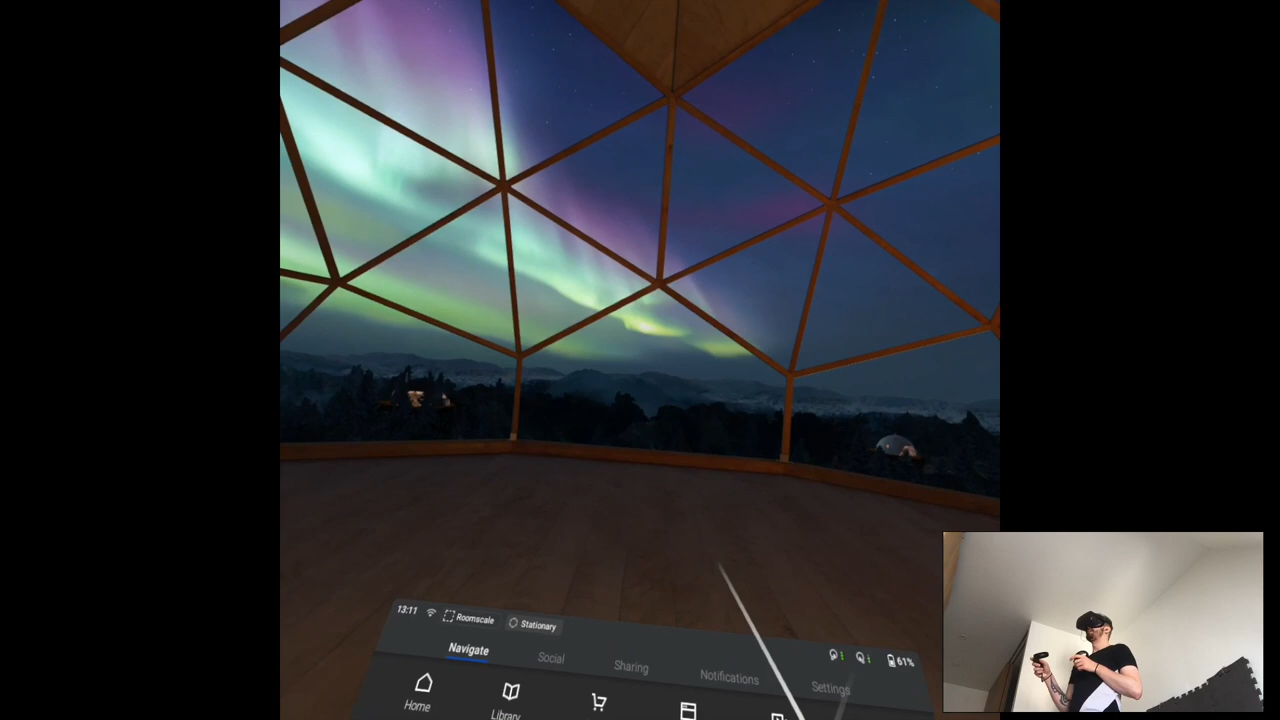 13:11 Roomscale Stationary 61%
Navigate Social Sharing Notifications Settings
Home Library